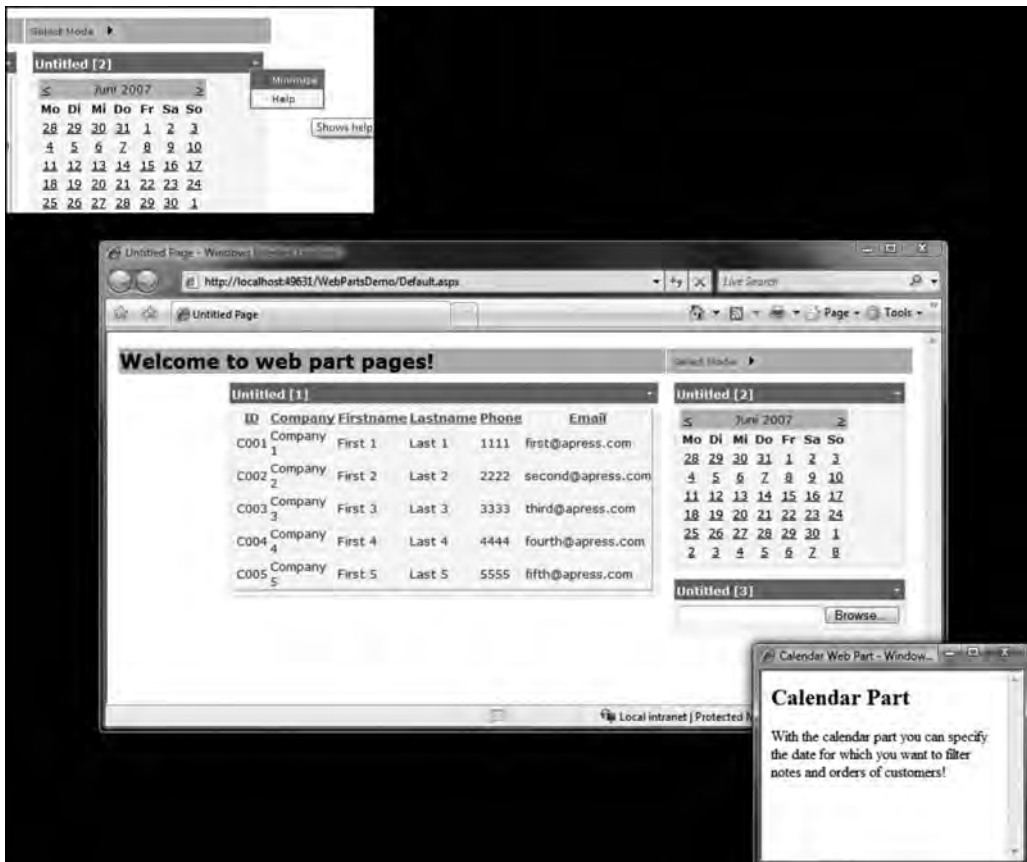 Select Mode
Untitled [2]
< Juni 2007 >
Mo Di Mi Do Fr Sa So
28 29 30 31 1 2 3
4 5 6 7 8 9 10
11 12 13 14 15 16 17
18 19 20 21 22 23 24
25 26 27 28 29 30 1
Minimize
Help
Shows help
Untitled Page - Windows
http://localhost:49631/WebPartsDemo/Default.aspx
Live Search
Untitled Page
Page
Tools
Welcome to web part pages!
Select Mode
Untitled [1]
ID Company Firstname Lastname Phone Email
C001 Company 1 First 1 Last 1 1111 first@apress.com
C002 Company 2 First 2 Last 2 2222 second@apress.com
C003 Company 3 First 3 Last 3 3333 third@apress.com
C004 Company 4 First 4 Last 4 4444 fourth@apress.com
C005 Company 5 First 5 Last 5 5555 fifth@apress.com
Untitled [2]
< Juni 2007 >
Mo Di Mi Do Fr Sa So
28 29 30 31 1 2 3
4 5 6 7 8 9 10
11 12 13 14 15 16 17
18 19 20 21 22 23 24
25 26 27 28 29 30 1
2 3 4 5 6 7 8
Untitled [3]
Browse...
Local intranet | Protected M
Calendar Web Part - Window...
Calendar Part
With the calendar part you can specify
the date for which you want to filter
notes and orders of customers!